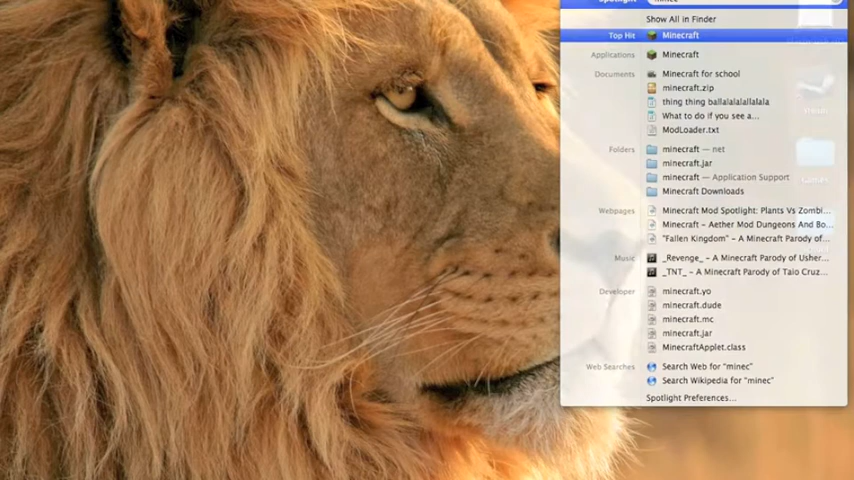 Spotlight minec
Show All in Finder
Top Hit Minecraft
Applications Minecraft
Documents Minecraft for school
minecraft.zip
thing thing ballalalallalala
What to do if you see a...
ModLoader.txt
Folders minecraft — net
minecraft.jar
minecraft — Application Support
Minecraft Downloads
Webpages Minecraft Mod Spotlight: Plants Vs Zombi...
Minecraft – Aether Mod Dungeons And Bo...
"Fallen Kingdom" – A Minecraft Parody of...
Music _Revenge_ – A Minecraft Parody of Usher...
_TNT_ – A Minecraft Parody of Taio Cruz...
Developer minecraft.yo
minecraft.dude
minecraft.mc
minecraft.jar
MinecraftApplet.class
Web Searches Search Web for "minec"
Search Wikipedia for "minec"
Spotlight Preferences...